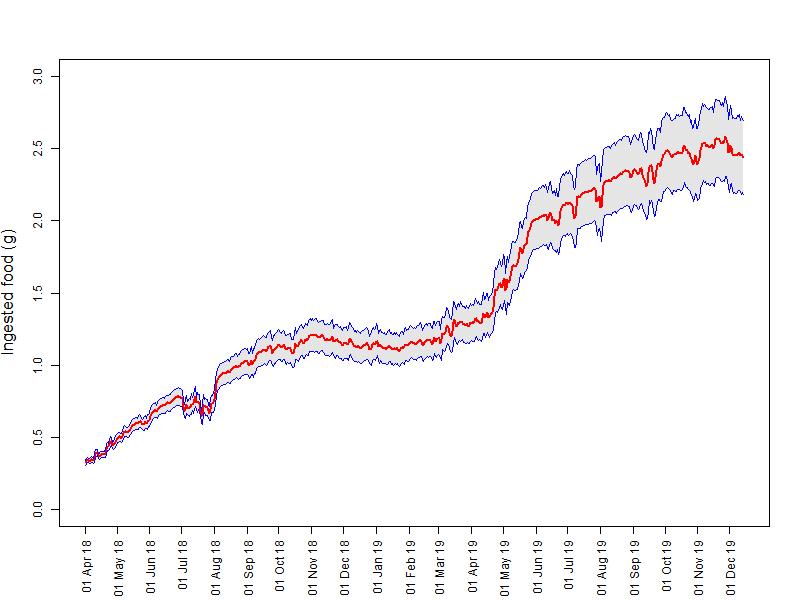 Ingested food (g)
3.0
2.5
2.0
1.5
1.0
0.5
0.0
01 Apr 18
01 May 18
01 Jun 18
01 Jul 18
01 Aug 18
01 Sep 18
01 Oct 18
01 Nov 18
01 Dec 18
01 Jan 19
01 Feb 19
01 Mar 19
01 Apr 19
01 May 19
01 Jun 19
01 Jul 19
01 Aug 19
01 Sep 19
01 Oct 19
01 Nov 19
01 Dec 19